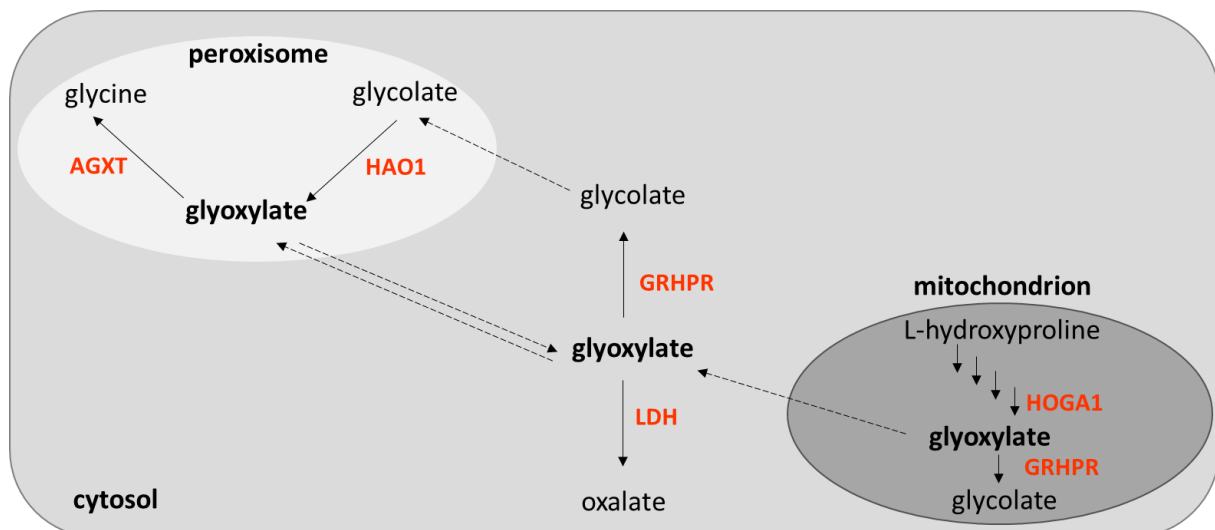 peroxisome
glycine
glycolate
AGXT
HAO1
glyoxylate
glycolate
GRHPR
glyoxylate
LDH
oxalate
cytosol
mitochondrion
L-hydroxyproline
HOGA1
glyoxylate
GRHPR
glycolate